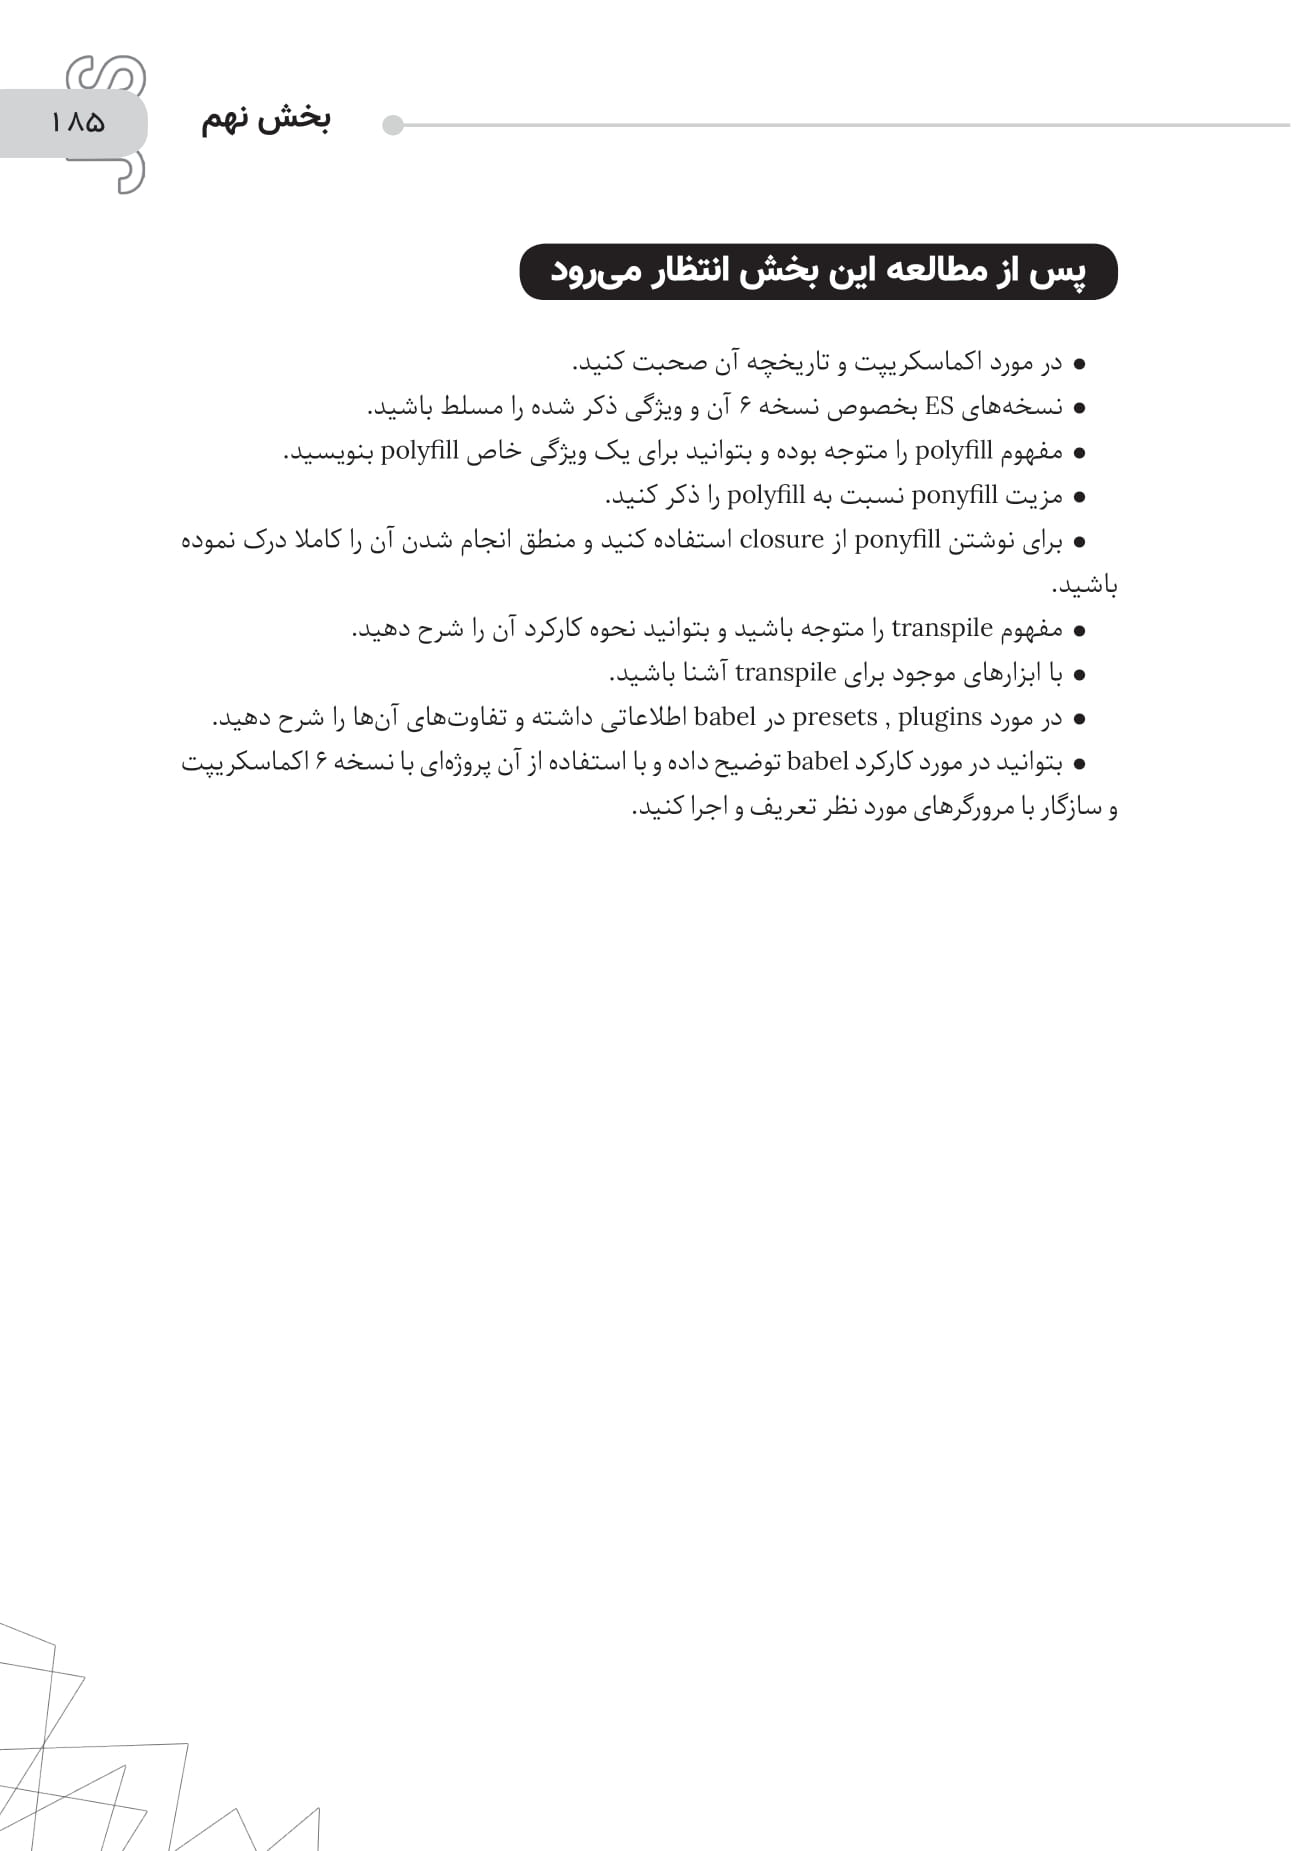 JS
۱۸۵
بخش نهم
پس از مطالعه این بخش انتظار می‌رود
● در مورد اکماسکریپت و تاریخچه آن صحبت کنید.
● نسخه‌های ES بخصوص نسخه ۶ آن و ویژگی ذکر شده را مسلط باشید.
● مفهوم polyfill را متوجه بوده و بتوانید برای یک ویژگی خاص polyfill بنویسید.
● مزیت ponyfill نسبت به polyfill را ذکر کنید.
● برای نوشتن ponyfill از closure استفاده کنید و منطق انجام شدن آن را کاملا درک نموده
باشید.
● مفهوم transpile را متوجه باشید و بتوانید نحوه کارکرد آن را شرح دهید.
● با ابزارهای موجود برای transpile آشنا باشید.
● در مورد presets , plugins در babel اطلاعاتی داشته و تفاوت‌های آن‌ها را شرح دهید.
● بتوانید در مورد کارکرد babel توضیح داده و با استفاده از آن پروژه‌ای با نسخه ۶ اکماسکریپت
و سازگار با مرورگرهای مورد نظر تعریف و اجرا کنید.